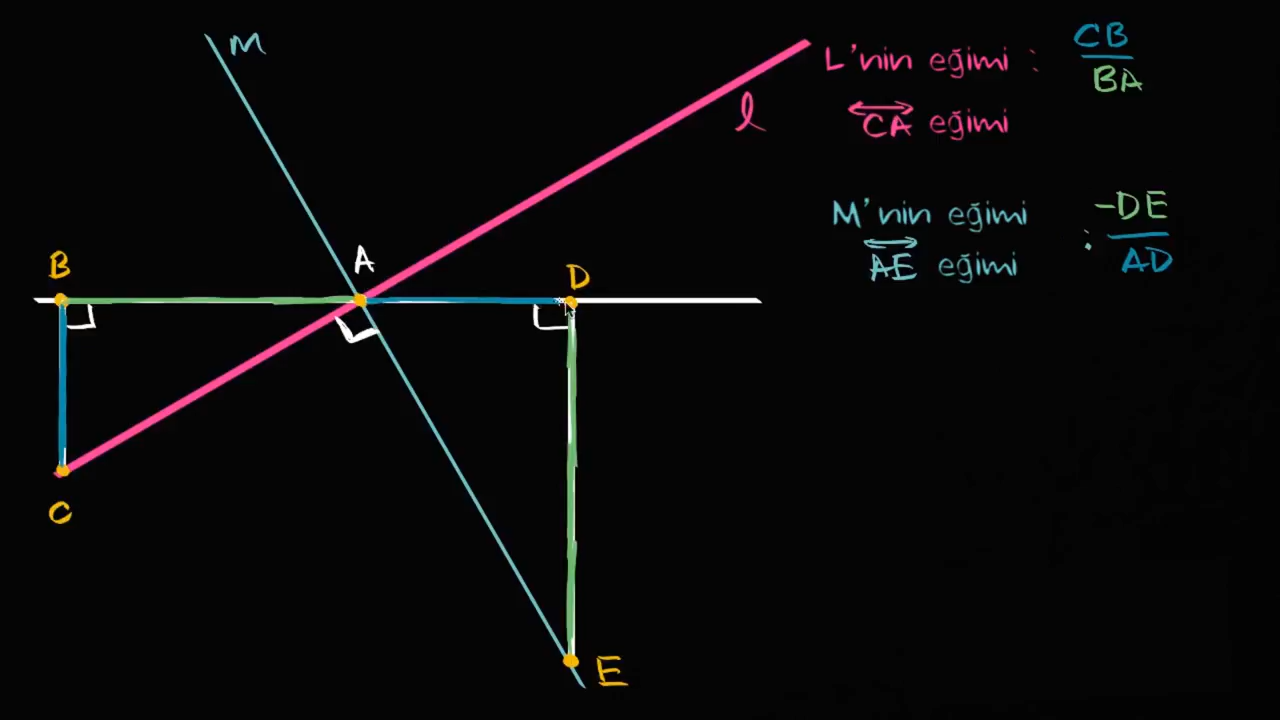 M
l
L'nin eğimi : CB
BA
CA eğimi
M'nin eğimi : -DE
AD
AE eğimi
B
A
D
C
E